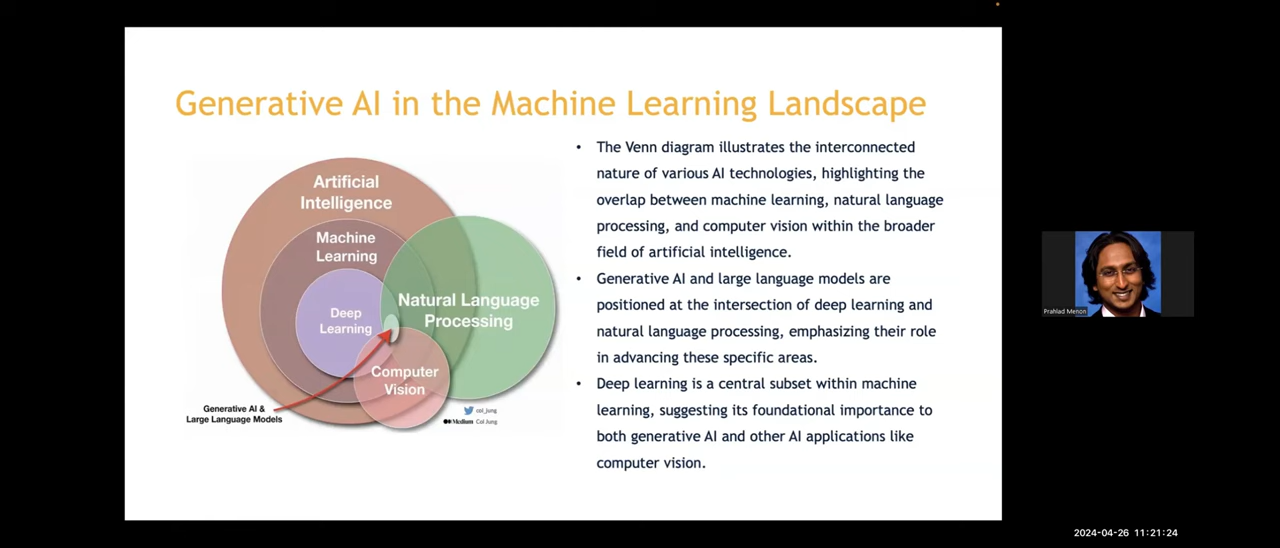 Generative AI in the Machine Learning Landscape
Artificial
Intelligence
Machine
Learning
Deep
Learning
Natural Language
Processing
Computer
Vision
Generative AI &
Large Language Models
col_jung
Medium Col Jung
• The Venn diagram illustrates the interconnected
nature of various AI technologies, highlighting the
overlap between machine learning, natural language
processing, and computer vision within the broader
field of artificial intelligence.
• Generative AI and large language models are
positioned at the intersection of deep learning and
natural language processing, emphasizing their role
in advancing these specific areas.
• Deep learning is a central subset within machine
learning, suggesting its foundational importance to
both generative AI and other AI applications like
computer vision.
Prahlad Menon
2024-04-26 11:21:24